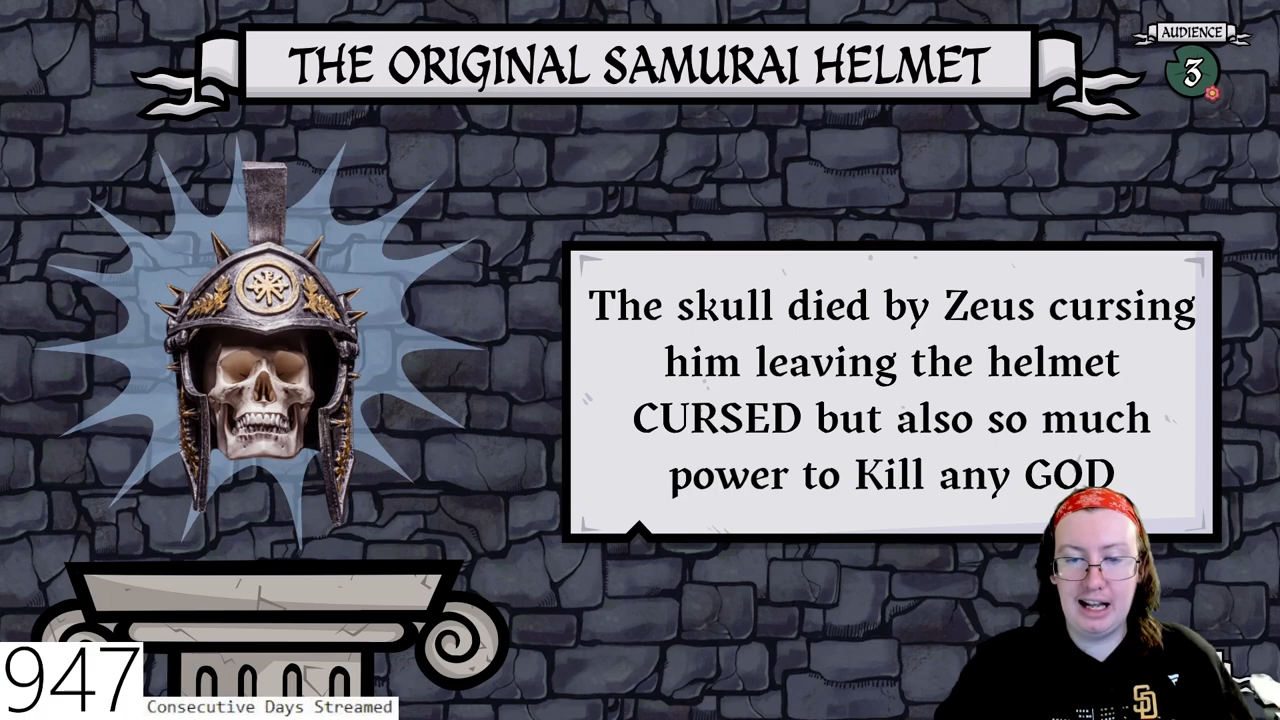 THE ORIGINAL SAMURAI HELMET
AUDIENCE
3
The skull died by Zeus cursing
him leaving the helmet
CURSED but also so much
power to Kill any GOD
SD
947
Consecutive Days Streamed